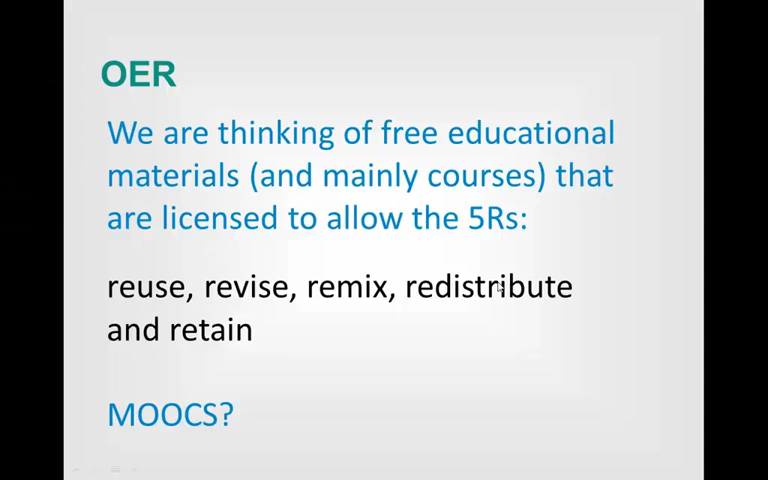 OER
We are thinking of free educational
materials (and mainly courses) that
are licensed to allow the 5Rs:
reuse, revise, remix, redistribute
and retain
MOOCS?